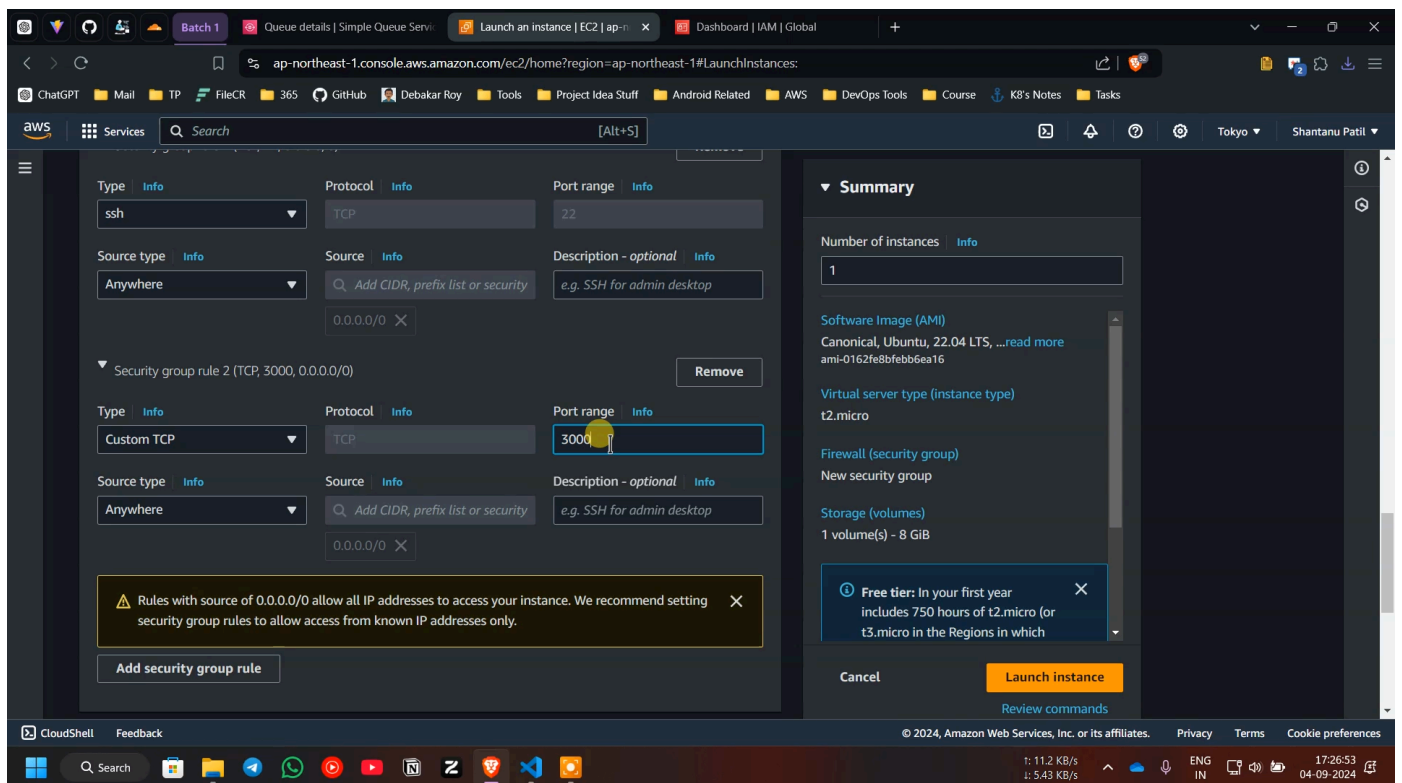 Batch 1
Queue details | Simple Queue Servic
Launch an instance | EC2 | ap-n
Dashboard | IAM | Global
ap-northeast-1.console.aws.amazon.com/ec2/home?region=ap-northeast-1#LaunchInstances:
ChatGPT Mail TP FileCR 365 GitHub Debakar Roy Tools Project Idea Stuff Android Related AWS DevOps Tools Course K8's Notes Tasks
aws Services Search [Alt+S] Tokyo Shantanu Patil
Remove
Type Info Protocol Info Port range Info
ssh TCP 22
Source type Info Source Info Description - optional Info
Anywhere Add CIDR, prefix list or security e.g. SSH for admin desktop
0.0.0.0/0
Security group rule 2 (TCP, 3000, 0.0.0.0/0) Remove
Type Info Protocol Info Port range Info
Custom TCP TCP 3000
Source type Info Source Info Description - optional Info
Anywhere Add CIDR, prefix list or security e.g. SSH for admin desktop
0.0.0.0/0
Rules with source of 0.0.0.0/0 allow all IP addresses to access your instance. We recommend setting
security group rules to allow access from known IP addresses only.
Add security group rule
Summary
Number of instances Info
1
Software Image (AMI)
Canonical, Ubuntu, 22.04 LTS, ...read more
ami-0162fe8bfebb6ea16
Virtual server type (instance type)
t2.micro
Firewall (security group)
New security group
Storage (volumes)
1 volume(s) - 8 GiB
Free tier: In your first year
includes 750 hours of t2.micro (or
t3.micro in the Regions in which
Cancel Launch instance
Review commands
CloudShell Feedback © 2024, Amazon Web Services, Inc. or its affiliates. Privacy Terms Cookie preferences
Search
↑: 11.2 KB/s
↓: 5.43 KB/s
ENG
IN
17:26:53
04-09-2024